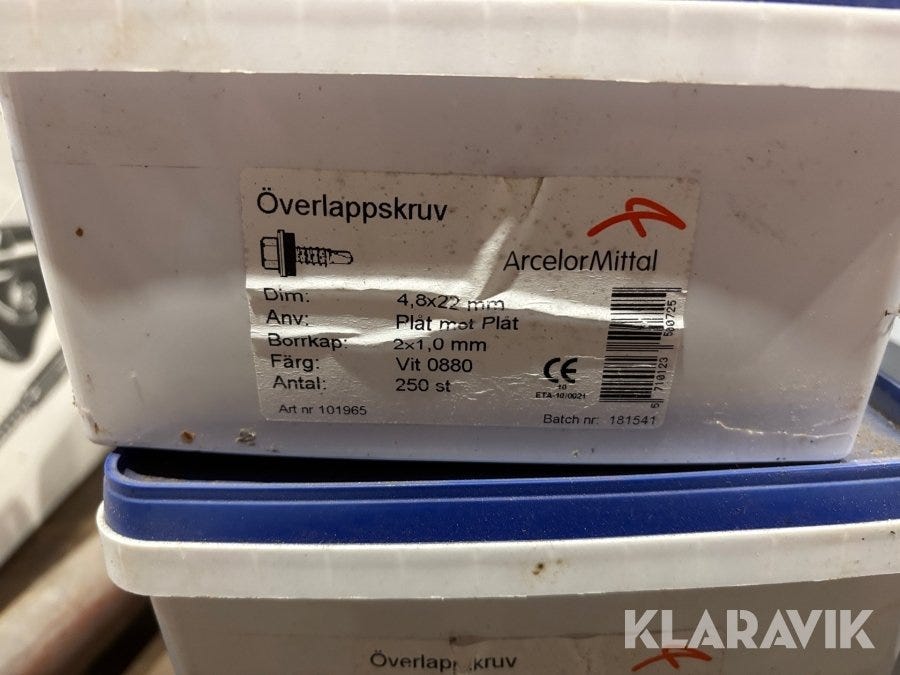 Överlappskruv
ArcelorMittal
Dim: 4,8x22 mm
Anv: Plåt mot Plåt
Borrkap: 2x1,0 mm
Färg: Vit 0880
Antal: 250 st
CE
10
ETA-10/0021
Art nr 101965
Batch nr: 181541
KLARAVIK
Överlappskruv